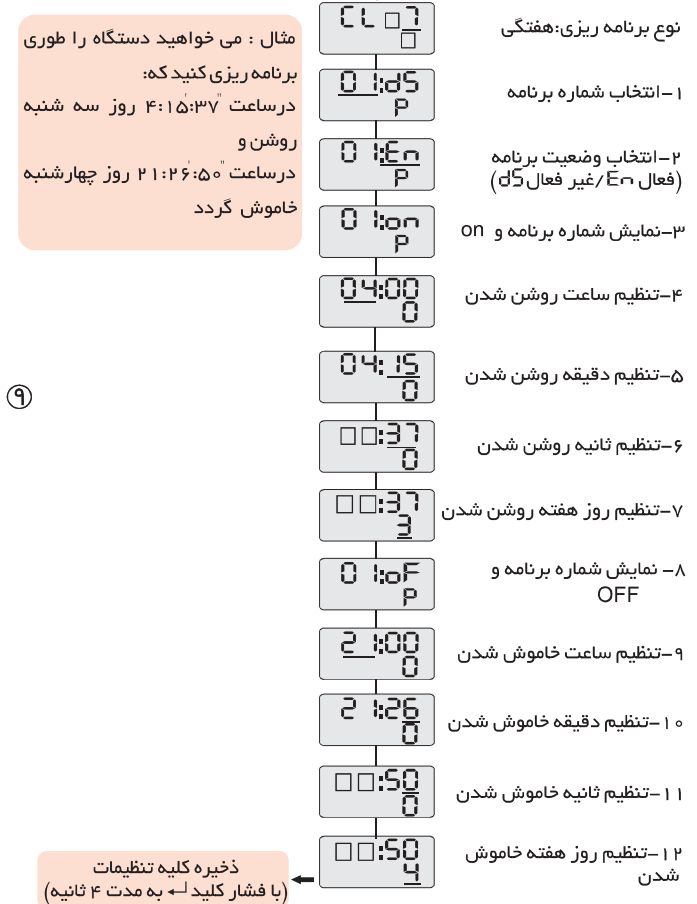 مثال : می خواهید دستگاه را طوری
برنامه ریزی کنید که:
درساعت ۴:۱۵':۳۷" روز سه شنبه
روشن و
درساعت ۲۱:۲۶':۵۰" روز چهارشنبه
خاموش گردد
نوع برنامه ریزی:هفتگی
CL □7
□
۱-انتخاب شماره برنامه
01:dS
P
۲-انتخاب وضعیت برنامه
(فعال En/غیر فعال dS)
01:En
P
۳-نمایش شماره برنامه و on
01:on
P
۴-تنظیم ساعت روشن شدن
04:00
0
۵-تنظیم دقیقه روشن شدن
04:15
0
۶-تنظیم ثانیه روشن شدن
□□:37
0
۷-تنظیم روز هفته روشن شدن
□□:37
3
۸- نمایش شماره برنامه و
OFF
01:oF
P
۹-تنظیم ساعت خاموش شدن
21:00
0
۱۰-تنظیم دقیقه خاموش شدن
21:26
0
۱۱-تنظیم ثانیه خاموش شدن
□□:50
0
۱۲-تنظیم روز هفته خاموش
شدن
□□:50
4
ذخیره کلیه تنظیمات
(با فشار کلید ↵ به مدت ۴ ثانیه)
۹